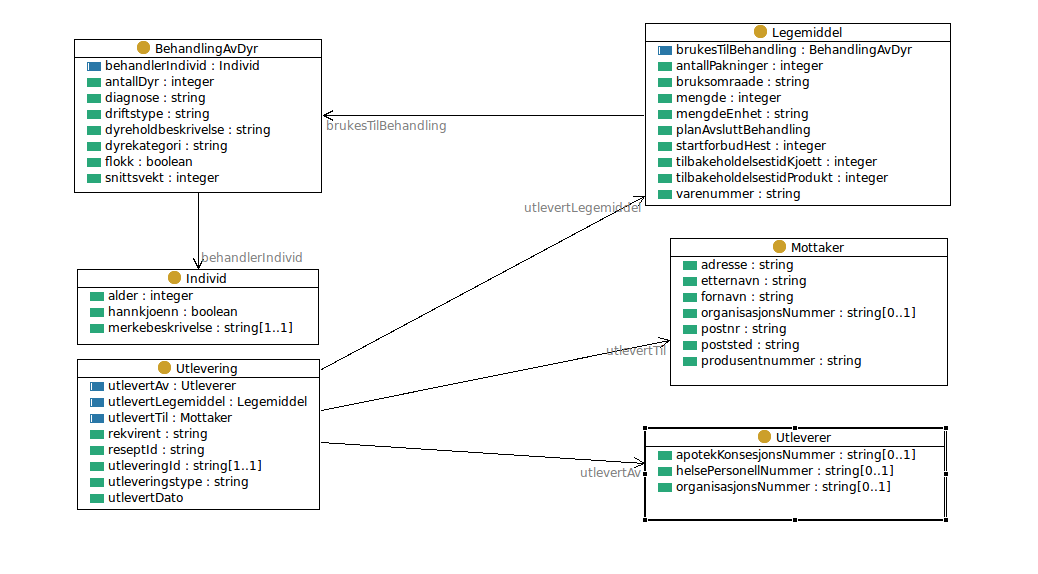 BehandlingAvDyr
behandlerIndivid : Individ
antallDyr : integer
diagnose : string
driftstype : string
dyreholdbeskrivelse : string
dyrekategori : string
flokk : boolean
snittsvekt : integer
Legemiddel
brukesTilBehandling : BehandlingAvDyr
antallPakninger : integer
bruksomraade : string
mengde : integer
mengdeEnhet : string
planAvsluttBehandling
startforbudHest : integer
tilbakeholdelsestidKjoett : integer
tilbakeholdelsestidProdukt : integer
varenummer : string
brukesTilBehandling
utlevertLegemiddel
behandlerIndivid
Individ
alder : integer
hannkjoenn : boolean
merkebeskrivelse : string[1..1]
Mottaker
adresse : string
etternavn : string
fornavn : string
organisasjonsNummer : string[0..1]
postnr : string
poststed : string
produsentnummer : string
utlevertTil
Utlevering
utlevertAv : Utleverer
utlevertLegemiddel : Legemiddel
utlevertTil : Mottaker
rekvirent : string
reseptId : string
utleveringId : string[1..1]
utleveringstype : string
utlevertDato
utlevertAv
Utleverer
apotekKonsesjonsNummer : string[0..1]
helsePersonellNummer : string[0..1]
organisasjonsNummer : string[0..1]